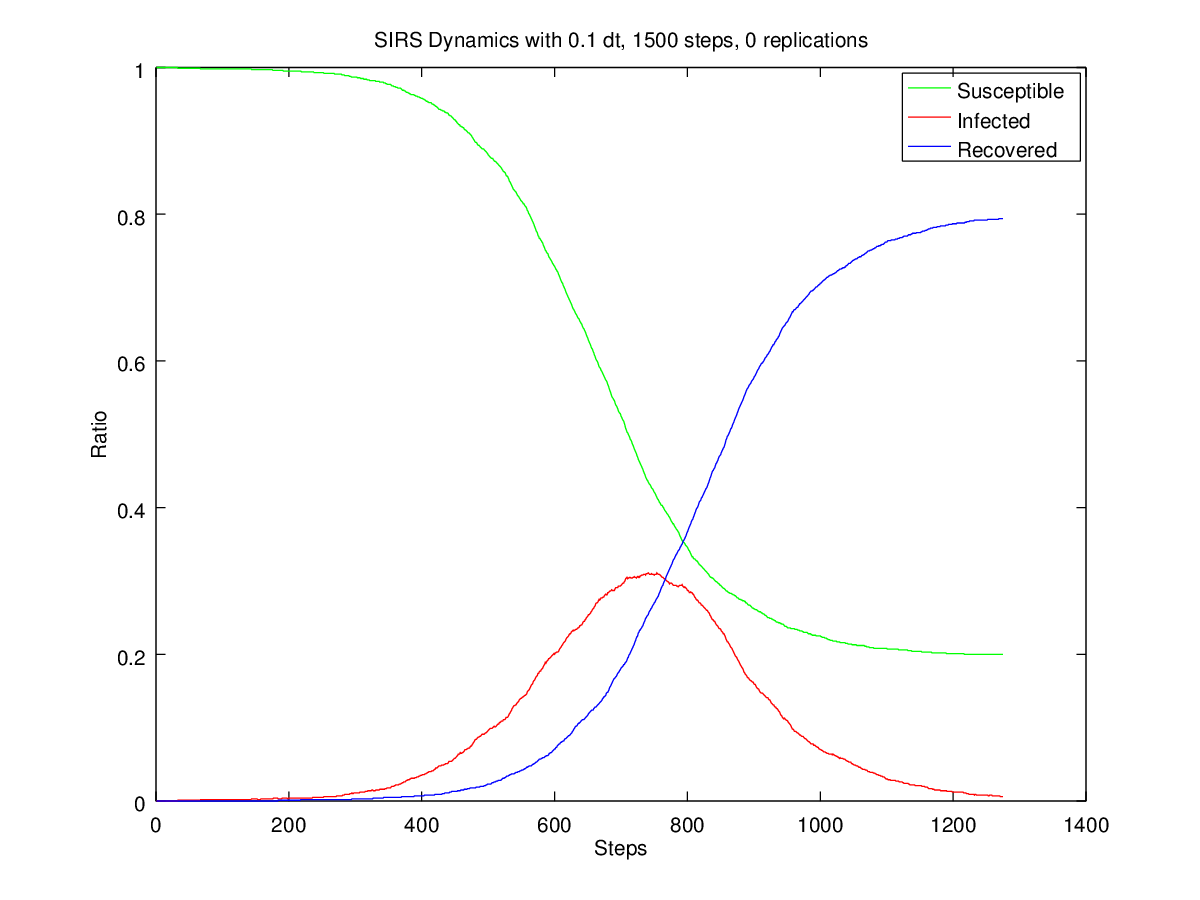 SIRS Dynamics with 0.1 dt, 1500 steps, 0 replications
Susceptible
Infected
Recovered
Ratio
1
0.8
0.6
0.4
0.2
0
0 200 400 600 800 1000 1200 1400
Steps